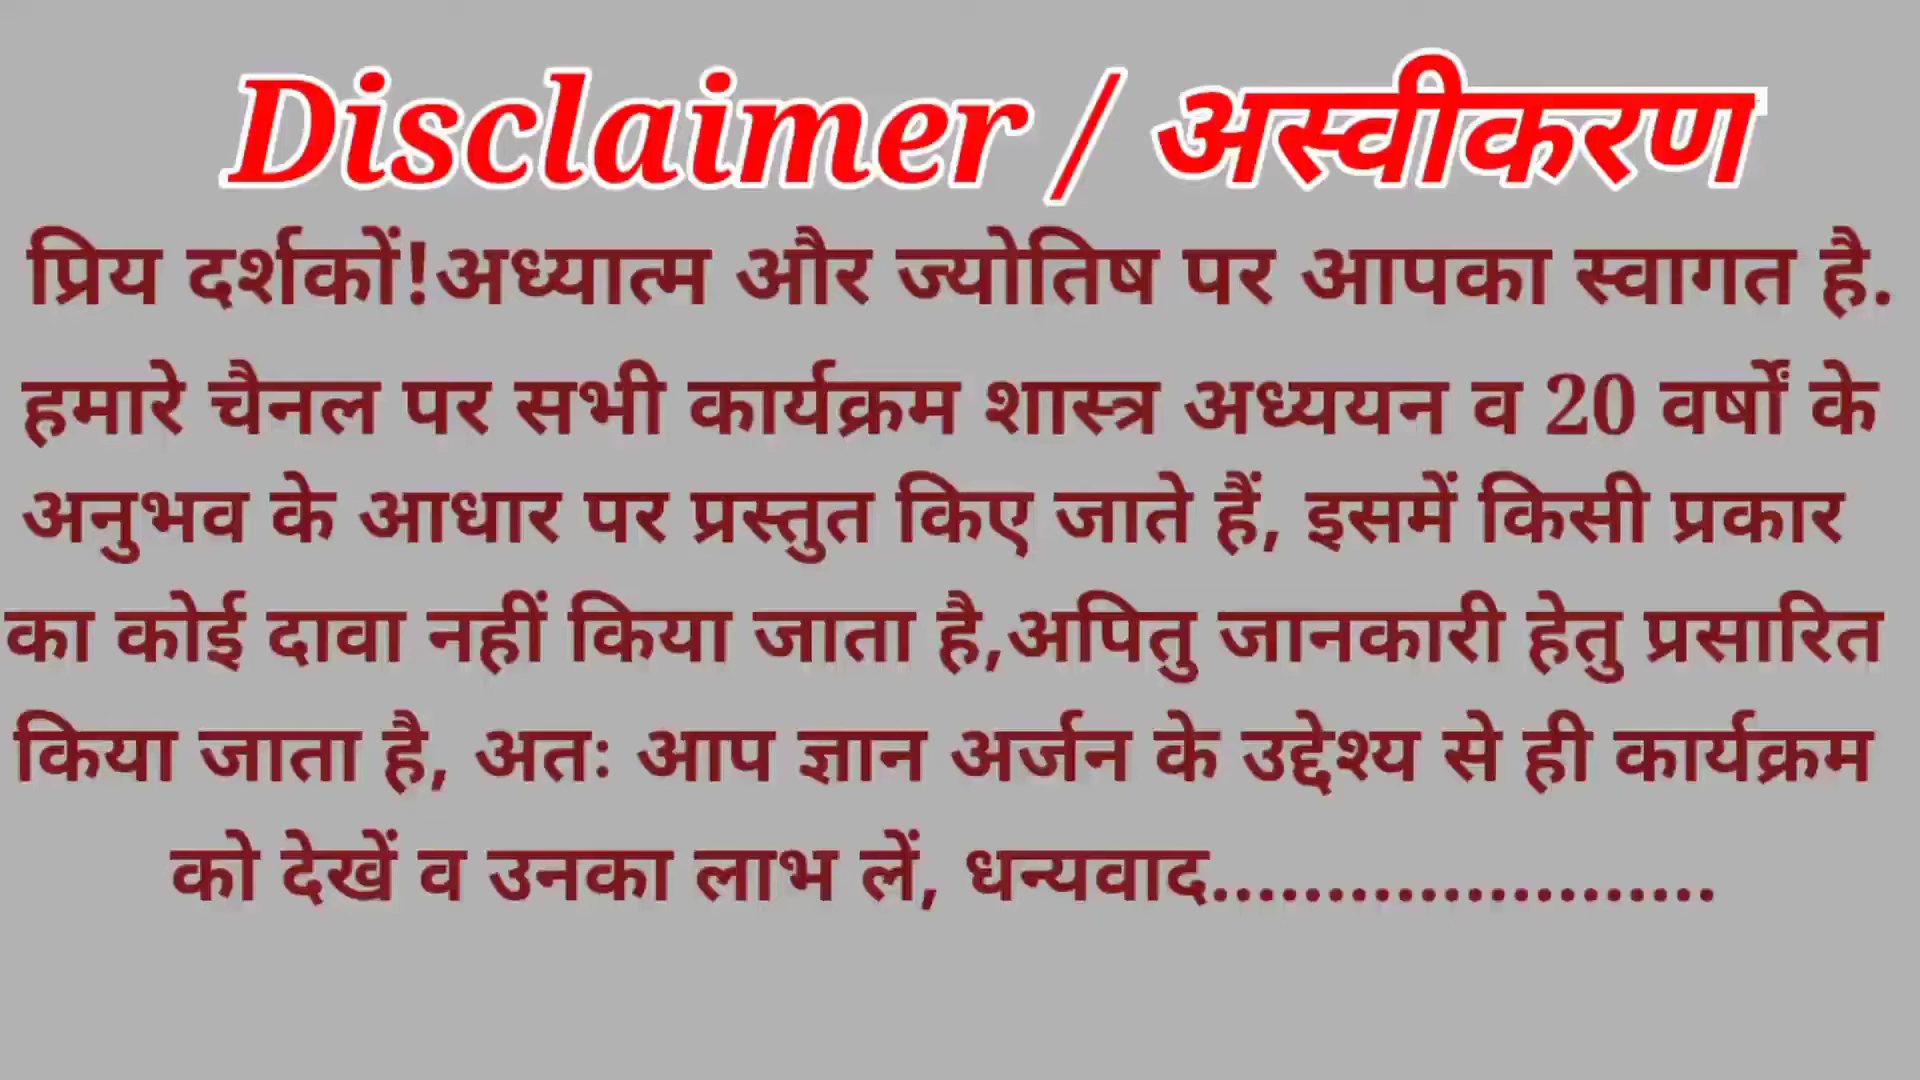 Disclaimer / अस्वीकरण
प्रिय दर्शकों!अध्यात्म और ज्योतिष पर आपका स्वागत है.
हमारे चैनल पर सभी कार्यक्रम शास्त्र अध्ययन व 20 वर्षों के
अनुभव के आधार पर प्रस्तुत किए जाते हैं, इसमें किसी प्रकार
का कोई दावा नहीं किया जाता है,अपितु जानकारी हेतु प्रसारित
किया जाता है, अतः आप ज्ञान अर्जन के उद्देश्य से ही कार्यक्रम
को देखें व उनका लाभ लें, धन्यवाद......................